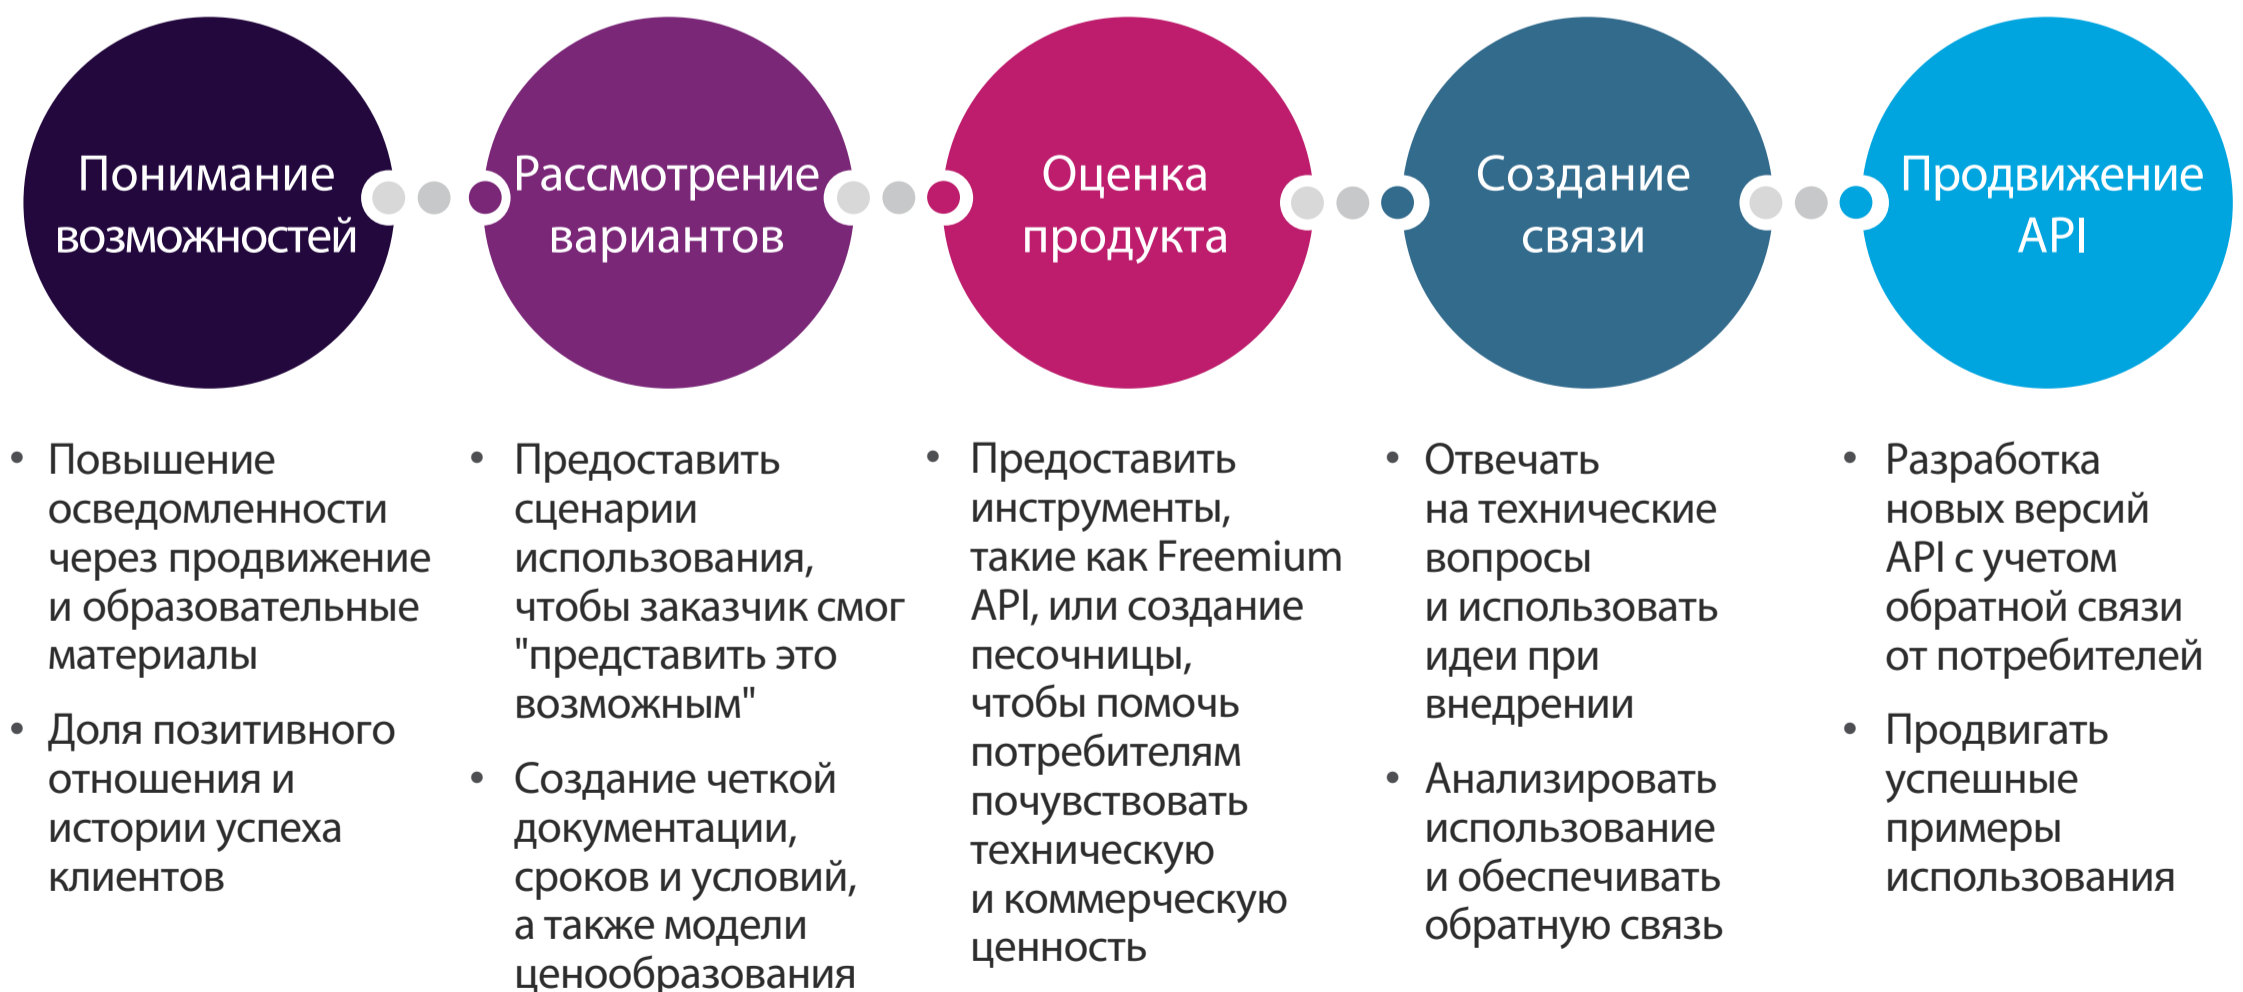 Понимание
возможностей
Рассмотрение
вариантов
Оценка
продукта
Создание
связи
Продвижение
API
• Повышение
осведомленности
через продвижение
и образовательные
материалы
• Доля позитивного
отношения и
истории успеха
клиентов
• Предоставить
сценарии
использования,
чтобы заказчик смог
"представить это
возможным"
• Создание четкой
документации,
сроков и условий,
а также модели
ценообразования
• Предоставить
инструменты,
такие как Freemium
API, или создание
песочницы,
чтобы помочь
потребителям
почувствовать
техническую
и коммерческую
ценность
• Отвечать
на технические
вопросы
и использовать
идеи при
внедрении
• Анализировать
использование
и обеспечивать
обратную связь
• Разработка
новых версий
API с учетом
обратной связи
от потребителей
• Продвигать
успешные
примеры
использования